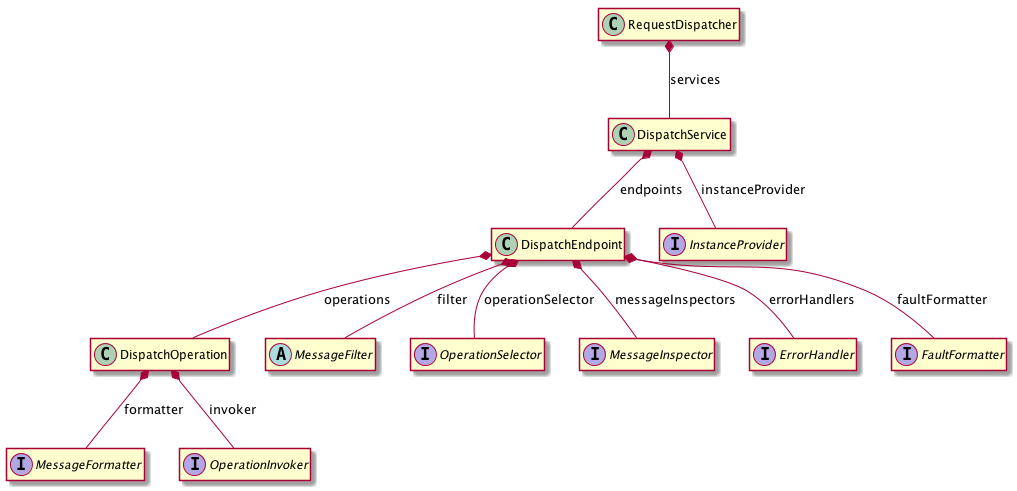 C RequestDispatcher
services
C DispatchService
endpoints
instanceProvider
C DispatchEndpoint
I InstanceProvider
operations
filter
operationSelector
messageInspectors
errorHandlers
faultFormatter
C DispatchOperation
A MessageFilter
I OperationSelector
I MessageInspector
I ErrorHandler
I FaultFormatter
formatter
invoker
I MessageFormatter
I OperationInvoker